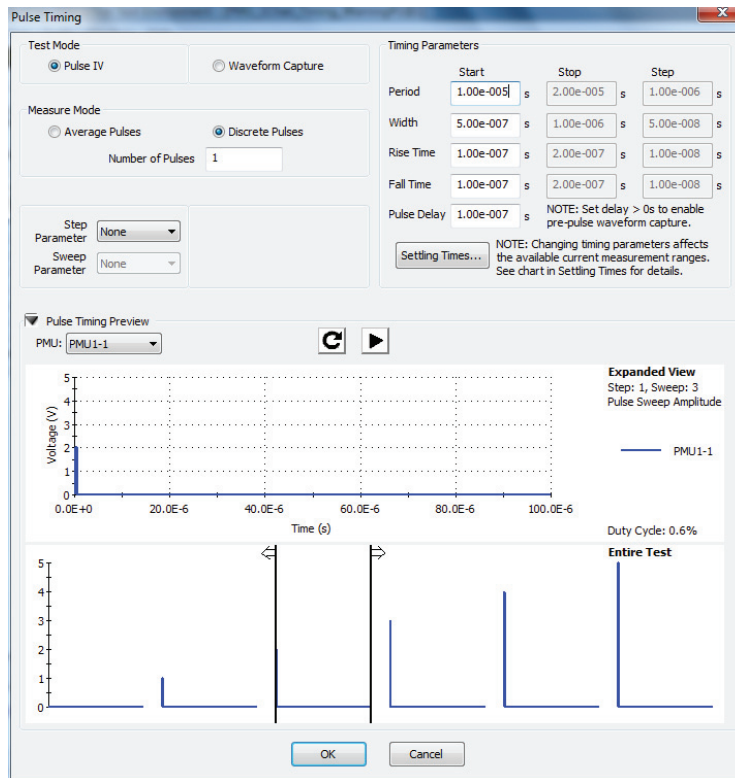 Pulse Timing
Test Mode
Pulse IV
Waveform Capture
Measure Mode
Average Pulses
Discrete Pulses
Number of Pulses 1
Step Parameter None
Sweep Parameter None
Timing Parameters
Start Stop Step
Period 1.00e-005 s 2.00e-005 s 1.00e-006 s
Width 5.00e-007 s 1.00e-006 s 5.00e-008 s
Rise Time 1.00e-007 s 2.00e-007 s 1.00e-008 s
Fall Time 1.00e-007 s 2.00e-007 s 1.00e-008 s
Pulse Delay 1.00e-007 s
NOTE: Set delay > 0s to enable
pre-pulse waveform capture.
Settling Times...
NOTE: Changing timing parameters affects
the available current measurement ranges.
See chart in Settling Times for details.
Pulse Timing Preview
PMU: PMU1-1
Expanded View
Step: 1, Sweep: 3
Pulse Sweep Amplitude
PMU1-1
Voltage (V)
5
4
3
2
1
0
0.0E+0 20.0E-6 40.0E-6 60.0E-6 80.0E-6 100.0E-6
Time (s)
Duty Cycle: 0.6%
Entire Test
5
4
3
2
1
0
OK
Cancel